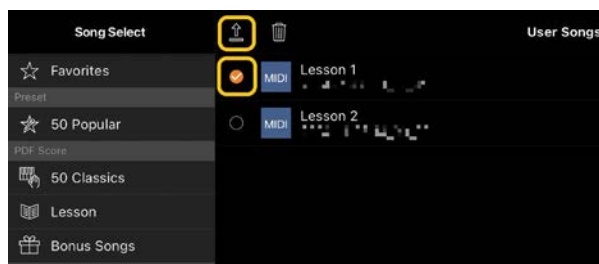 Song Select
User Songs
Favorites
Preset
50 Popular
PDF Score
50 Classics
Lesson
Bonus Songs
MIDI Lesson 1
MIDI Lesson 2